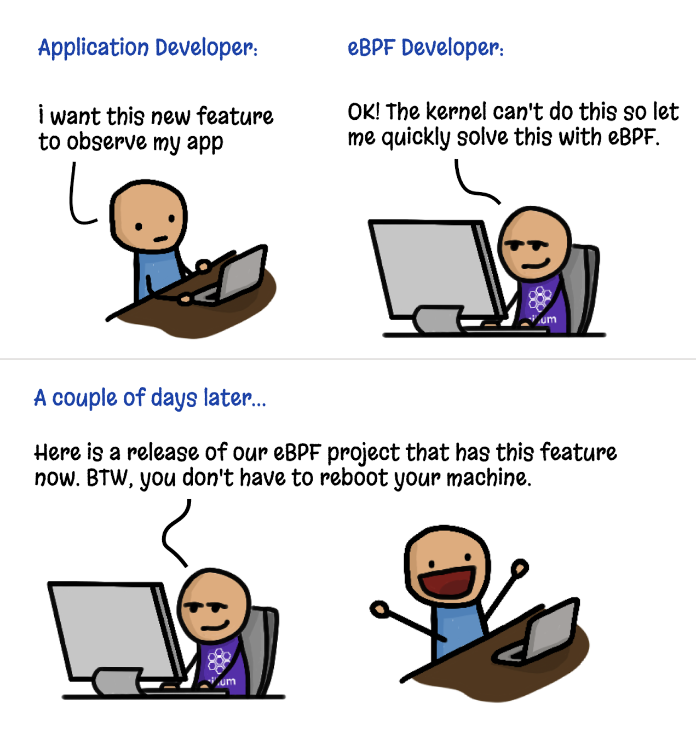 Application Developer:
i want this new feature
to observe my app
eBPF Developer:
OK! The kernel can't do this so let
me quickly solve this with eBPF.
A couple of days later...
Here is a release of our eBPF project that has this feature
now. BTW, you don't have to reboot your machine.